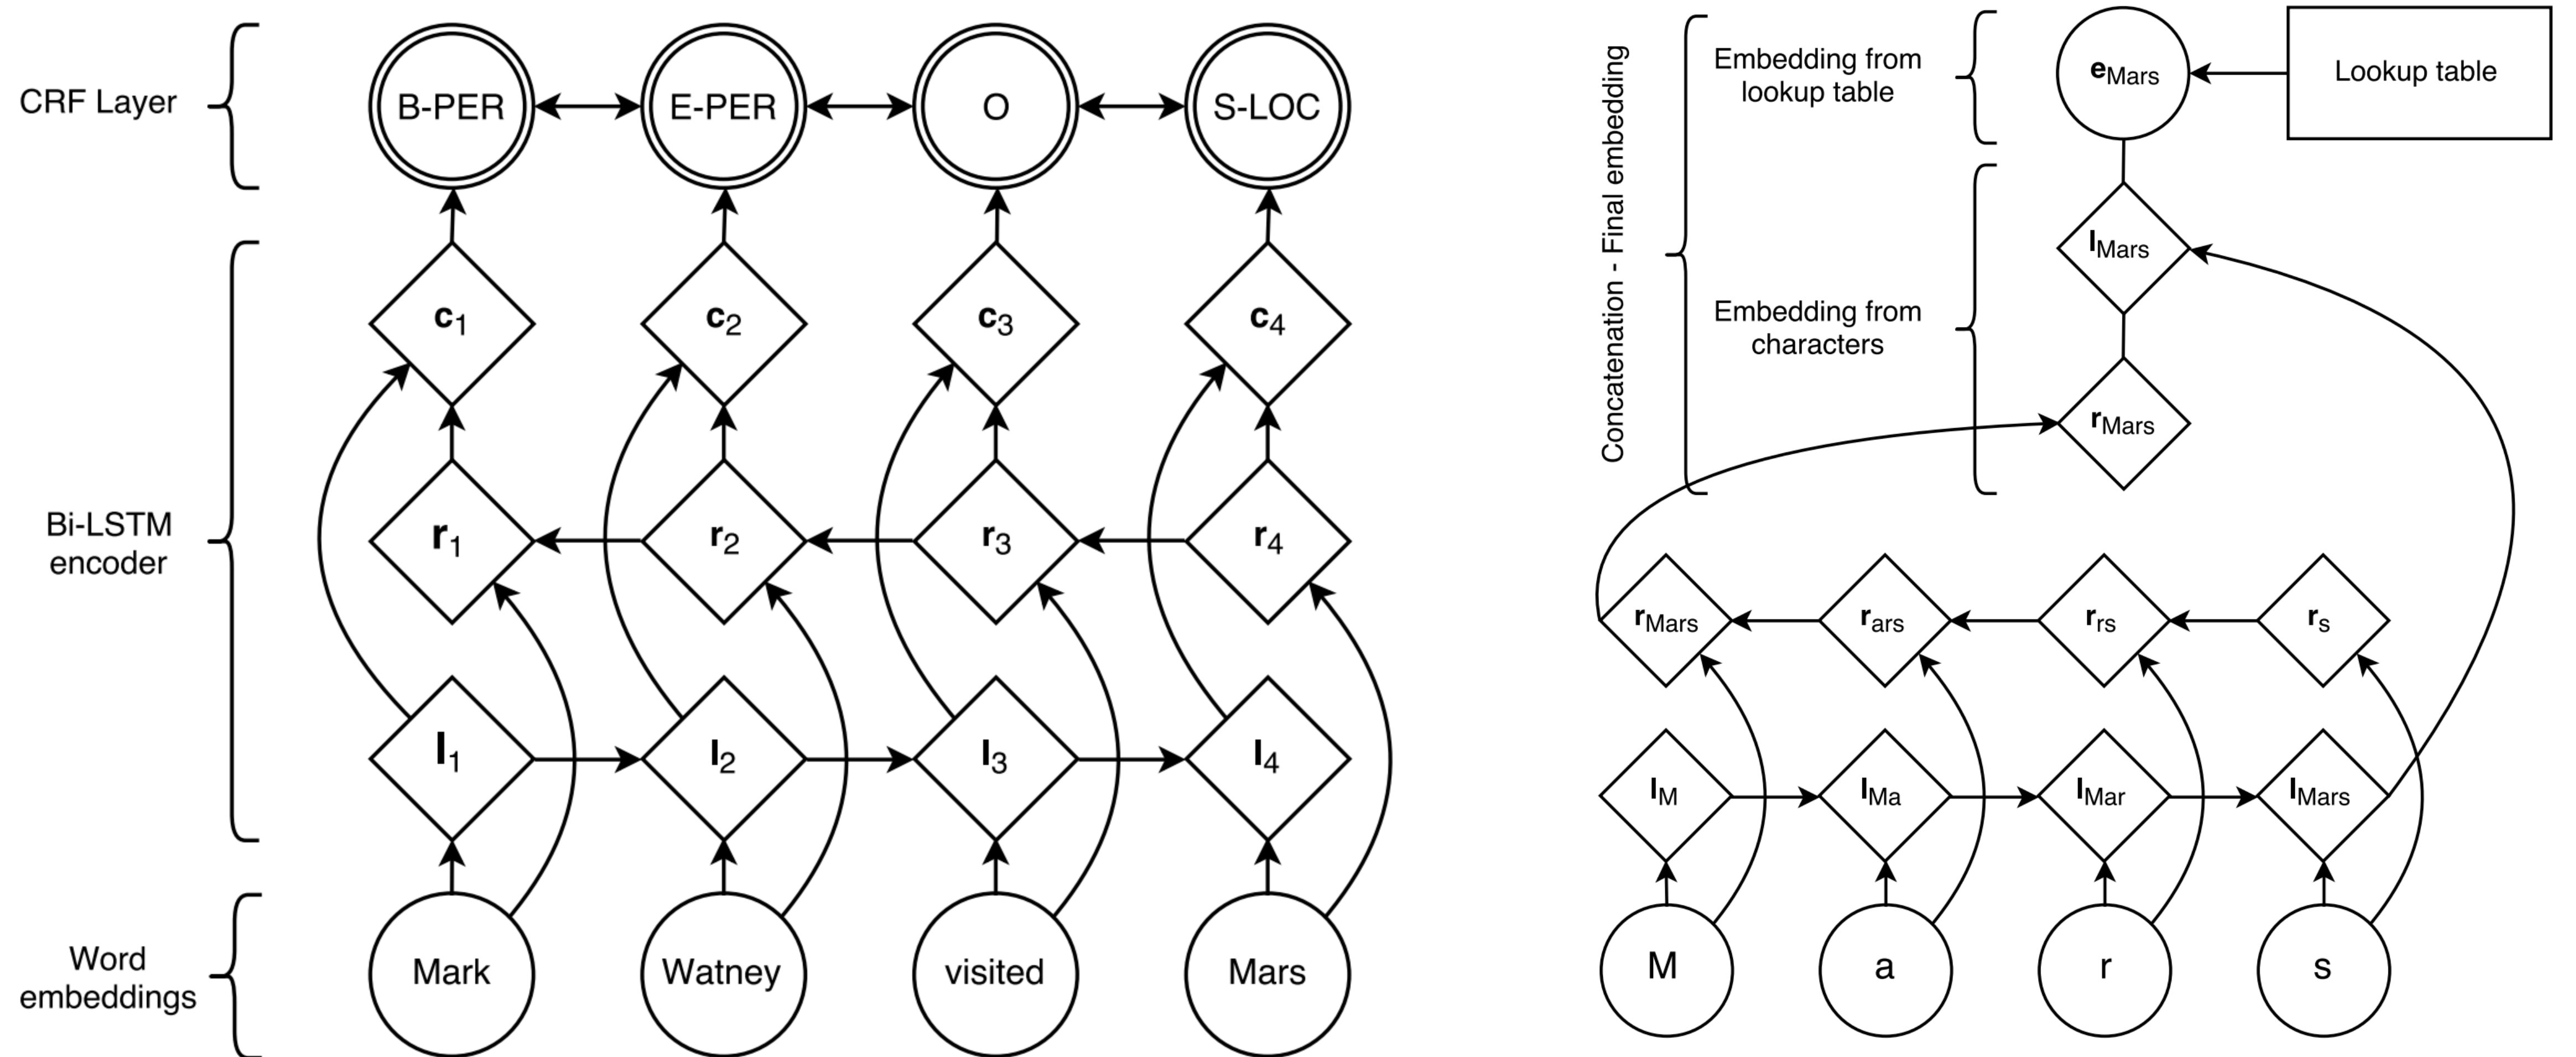 CRF Layer
B-PER
E-PER
O
S-LOC
c1
c2
c3
c4
Bi-LSTM
encoder
r1
r2
r3
r4
l1
l2
l3
l4
Word
embeddings
Mark
Watney
visited
Mars
Concatenation - Final embedding
Embedding from
lookup table
eMars
Lookup table
Embedding from
characters
lMars
rMars
rMars
rars
rrs
rs
lM
lMa
lMar
lMars
M
a
r
s